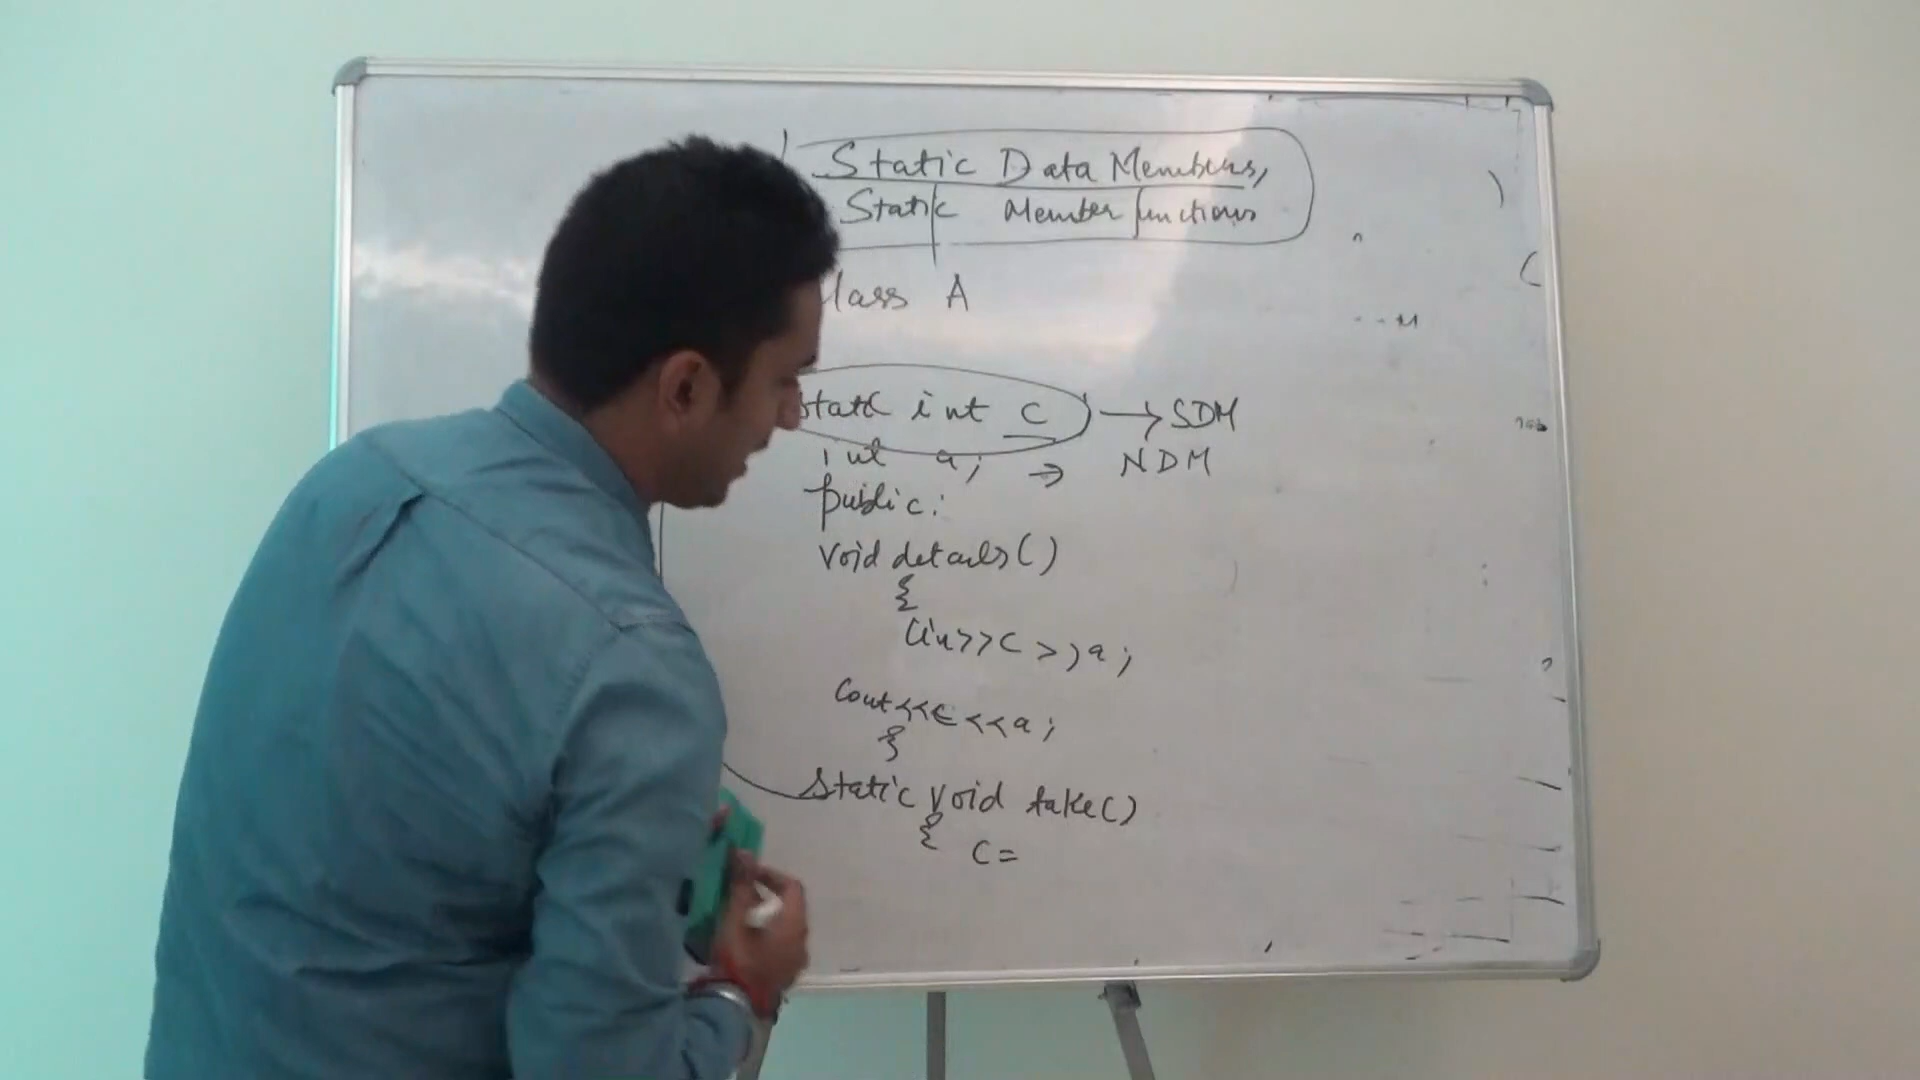 Static Data Members,
Static Member functions
lass A
static int c → SDM
int a; → NDM
public:
void details()
{
Cin>>c>>a;
Cout<<c<<a;
}
Static void take()
{ C=